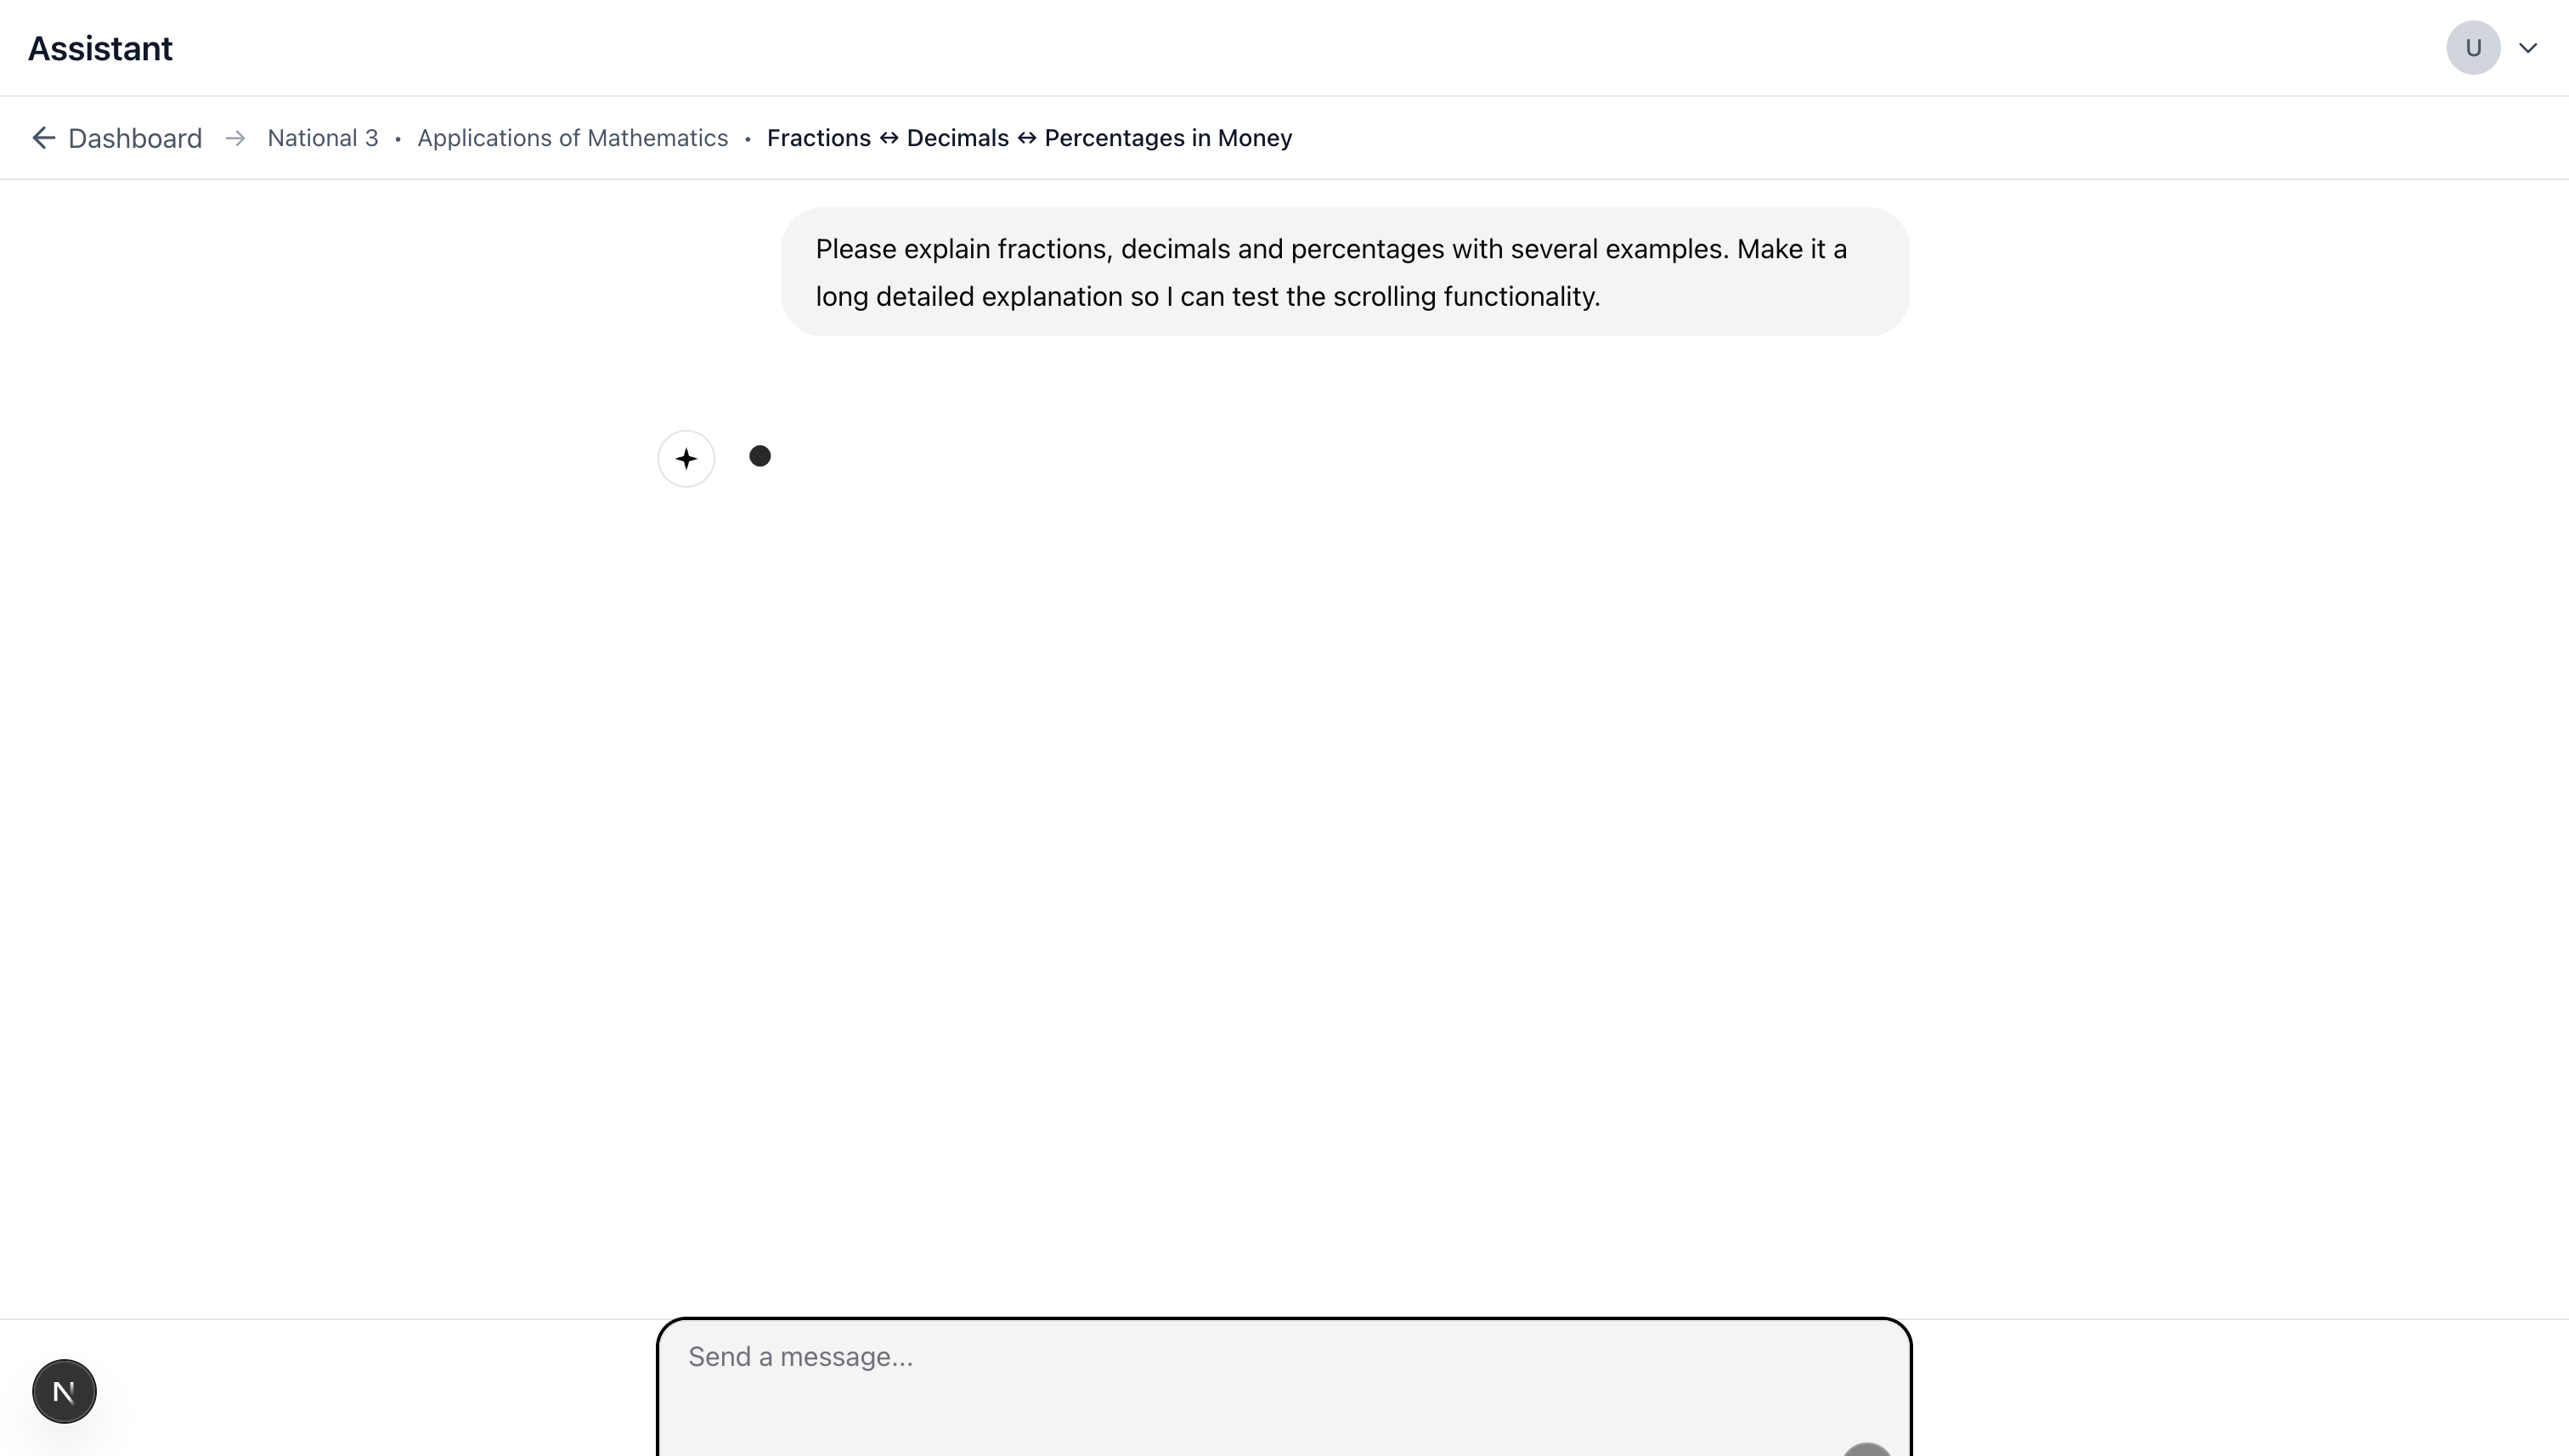 Assistant
U
Dashboard → National 3 • Applications of Mathematics • Fractions ↔ Decimals ↔ Percentages in Money
Please explain fractions, decimals and percentages with several examples. Make it a
long detailed explanation so I can test the scrolling functionality.
Send a message...
N